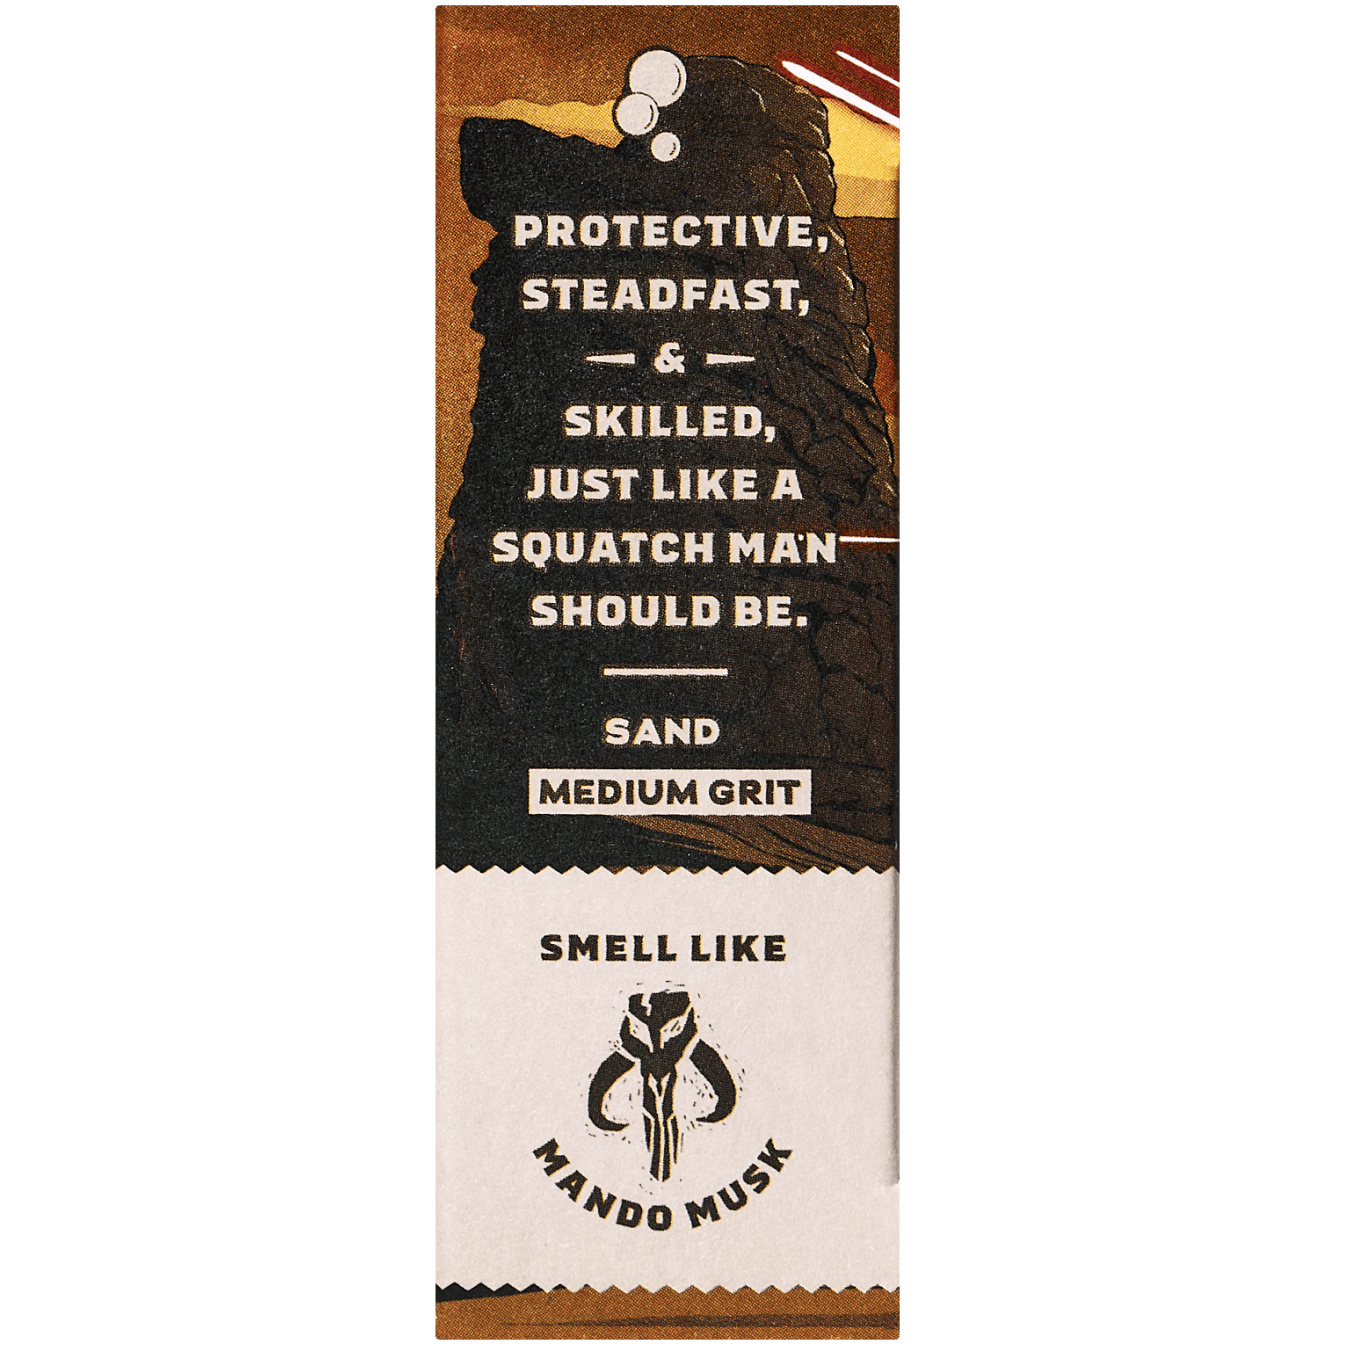 PROTECTIVE,
STEADFAST,
&
SKILLED,
JUST LIKE A
SQUATCH MAN
SHOULD BE.
SAND
MEDIUM GRIT
SMELL LIKE
MANDO MUSK